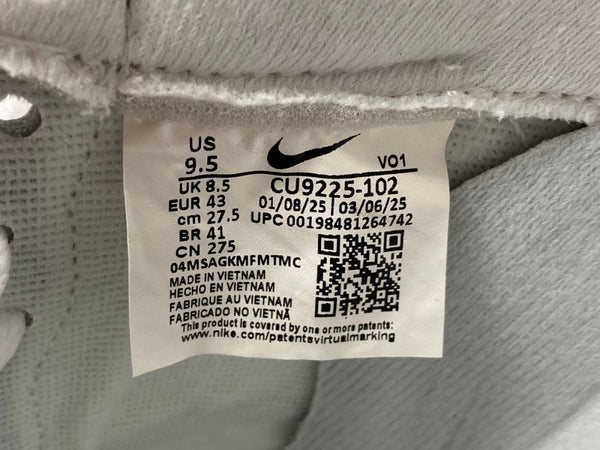 US
9.5
VO1
UK 8.5
CU9225-102
EUR 43
01/08/25 | 03/06/25
cm 27.5
UPC 00198481264742
BR 41
CN 275
04MSAGKMFMTMC
MADE IN VIETNAM
HECHO EN VIETNAM
FABRIQUE AU VIETNAM
FABRICADO NO VIETNÃ
This product is covered by one or more patents:
www.nike.com/patentsvirtualmarking